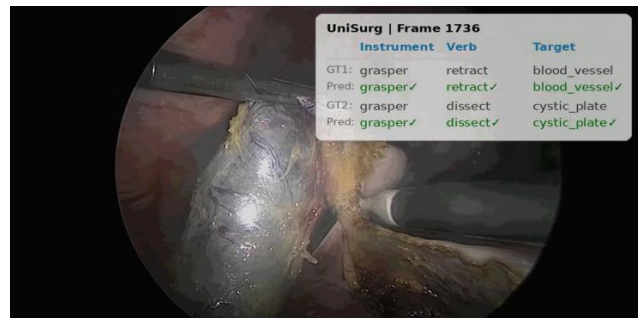 UniSurg | Frame 1736
Instrument Verb Target
GT1: grasper retract blood_vessel
Pred: grasper✓ retract✓ blood_vessel✓
GT2: grasper dissect cystic_plate
Pred: grasper✓ dissect✓ cystic_plate✓